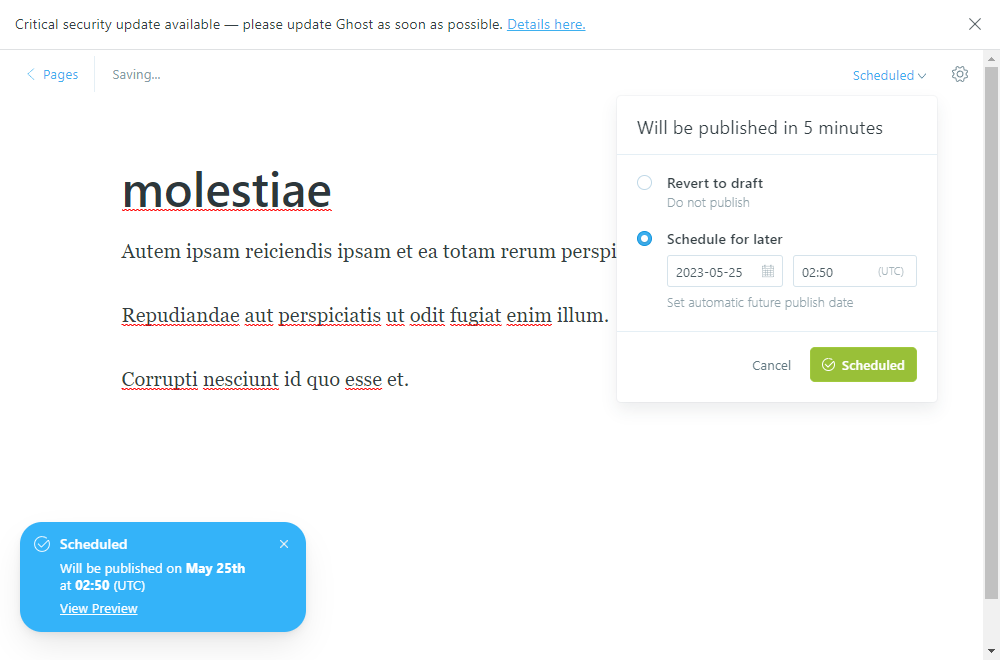 Critical security update available — please update Ghost as soon as possible. Details here.
Pages
Saving...
Scheduled
Will be published in 5 minutes
Revert to draft
Do not publish
Schedule for later
2023-05-25
02:50
(UTC)
Set automatic future publish date
Cancel
Scheduled
molestiae
Autem ipsam reiciendis ipsam et ea totam rerum perspi
Repudiandae aut perspiciatis ut odit fugiat enim illum.
Corrupti nesciunt id quo esse et.
Scheduled
Will be published on May 25th
at 02:50 (UTC)
View Preview